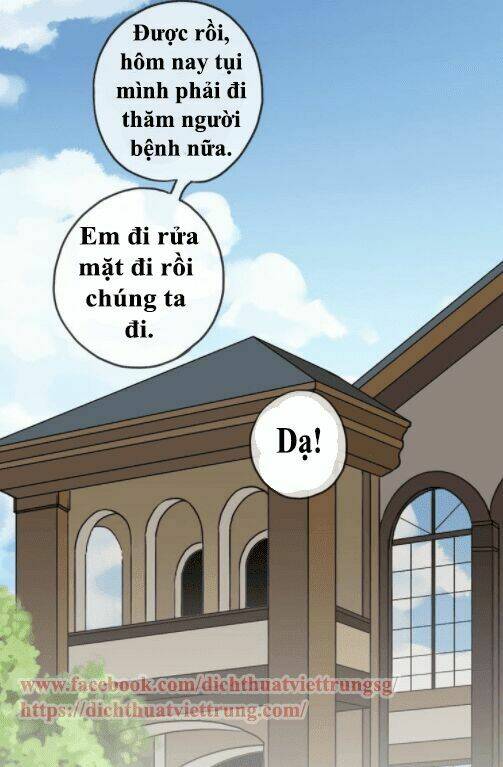 Được rồi,
hôm nay tụi
mình phải đi
thăm người
bệnh nữa.
Em đi rửa
mặt đi rồi
chúng ta
đi.
Dạ!
www.facebook.com/dichthuatviettrungsg/
https://dichthuatviettrung.com/